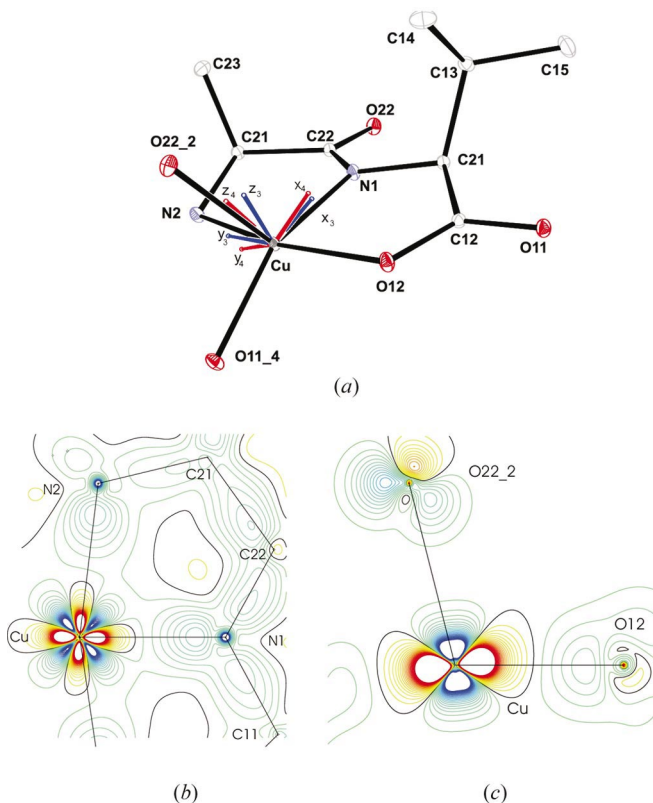 C14
C23
C13
C15
O22
C21
C22
O22_2
C21
N1
z4 z3 x4
x3
N2
y3
C12
O11
y4
Cu
O12
O11_4
(a)
N2
C21
O22_2
C22
O12
Cu
N1
Cu
C11
(b)
(c)